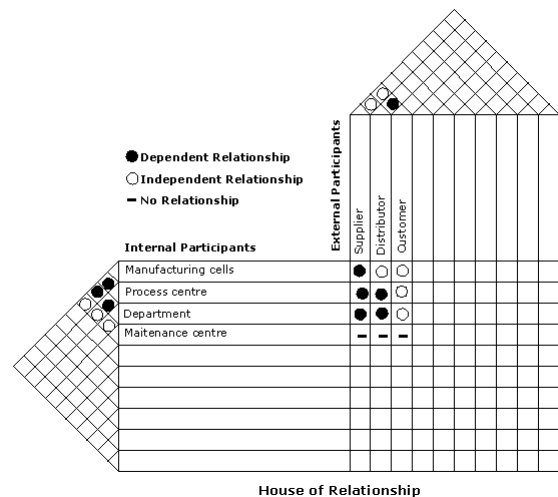 Dependent Relationship
Independent Relationship
No Relationship
External Participants
Supplier
Distributor
Customer
Internal Participants
Manufacturing cells
Process centre
Department
Maitenance centre
House of Relationship